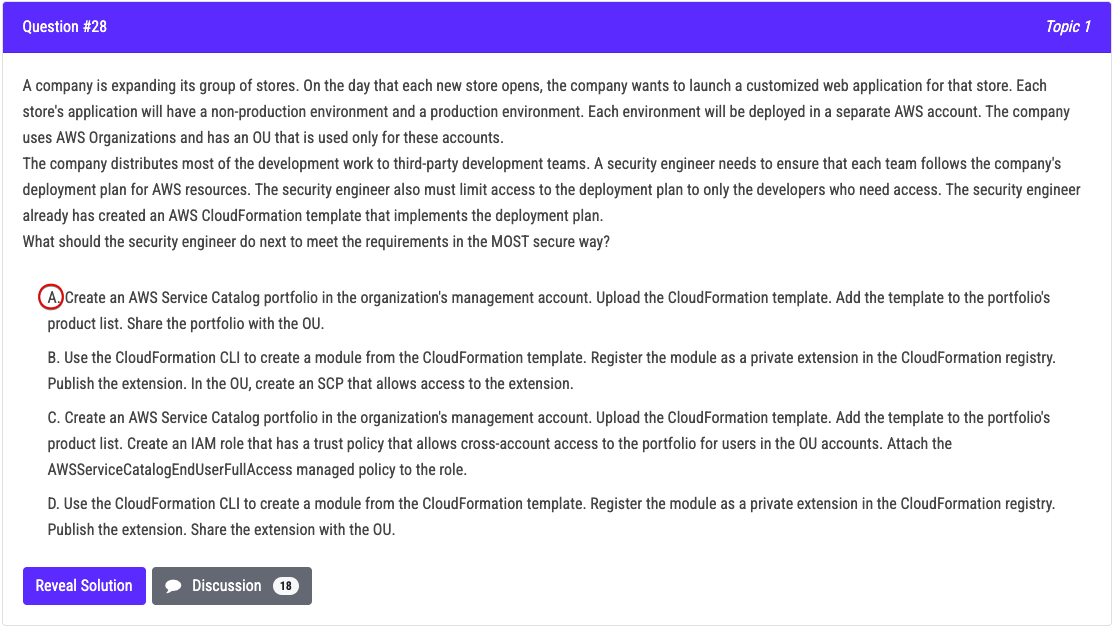 Question #28
Topic 1
A company is expanding its group of stores. On the day that each new store opens, the company wants to launch a customized web application for that store. Each
store's application will have a non-production environment and a production environment. Each environment will be deployed in a separate AWS account. The company
uses AWS Organizations and has an OU that is used only for these accounts.
The company distributes most of the development work to third-party development teams. A security engineer needs to ensure that each team follows the company's
deployment plan for AWS resources. The security engineer also must limit access to the deployment plan to only the developers who need access. The security engineer
already has created an AWS CloudFormation template that implements the deployment plan.
What should the security engineer do next to meet the requirements in the MOST secure way?
A. Create an AWS Service Catalog portfolio in the organization's management account. Upload the CloudFormation template. Add the template to the portfolio's
product list. Share the portfolio with the OU.
B. Use the CloudFormation CLI to create a module from the CloudFormation template. Register the module as a private extension in the CloudFormation registry.
Publish the extension. In the OU, create an SCP that allows access to the extension.
C. Create an AWS Service Catalog portfolio in the organization's management account. Upload the CloudFormation template. Add the template to the portfolio's
product list. Create an IAM role that has a trust policy that allows cross-account access to the portfolio for users in the OU accounts. Attach the
AWSServiceCatalogEndUserFullAccess managed policy to the role.
D. Use the CloudFormation CLI to create a module from the CloudFormation template. Register the module as a private extension in the CloudFormation registry.
Publish the extension. Share the extension with the OU.
Reveal Solution
Discussion 18